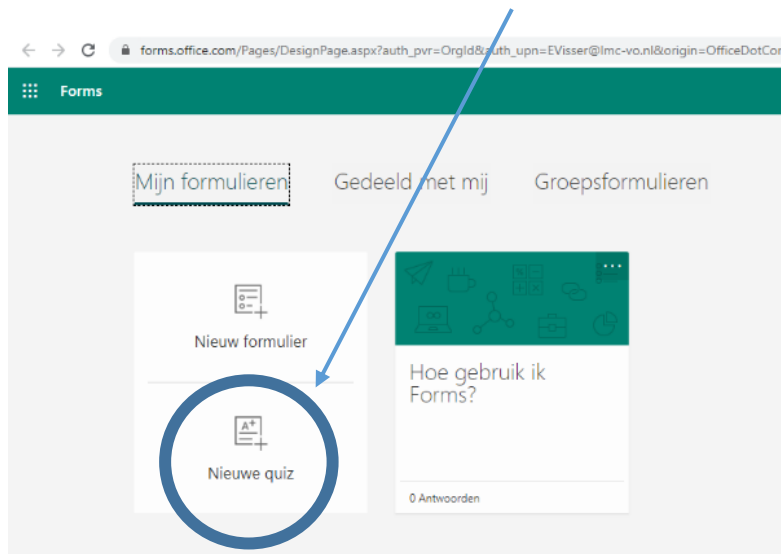 forms.office.com/Pages/DesignPage.aspx?auth_pvr=OrgId&auth_upn=EVisser@lmc-vo.nl&origin=OfficeDotCor
Forms
Mijn formulieren Gedeeld met mij Groepsformulieren
Nieuw formulier
Hoe gebruik ik
Forms?
A+
Nieuwe quiz
0 Antwoorden